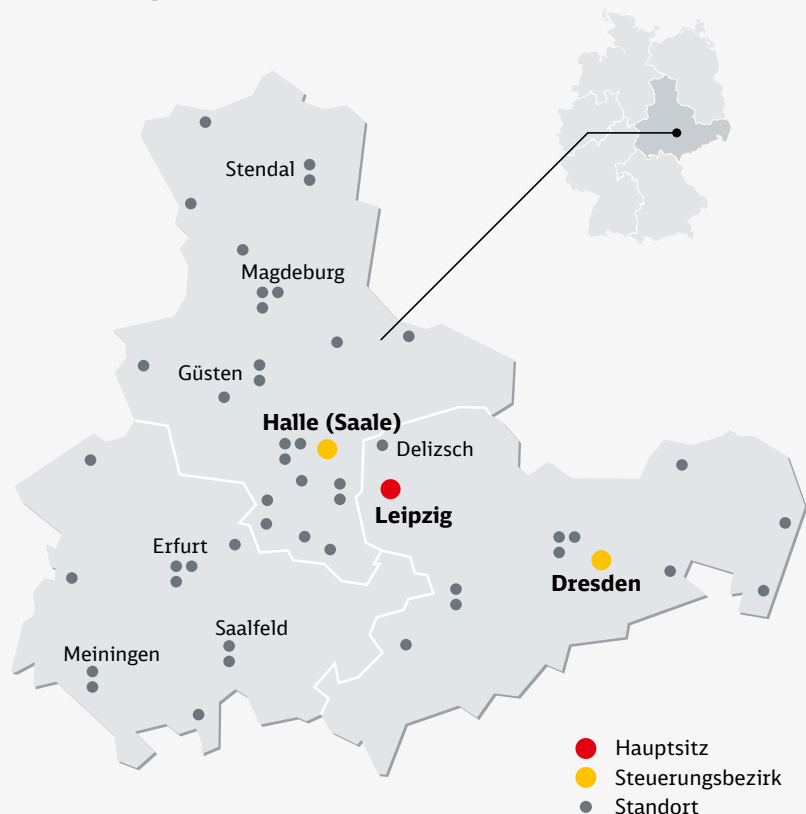 Stendal
Magdeburg
Güsten
Halle (Saale)
Delizsch
Leipzig
Erfurt
Dresden
Saalfeld
Meiningen
Hauptsitz
Steuerungsbezirk
Standort